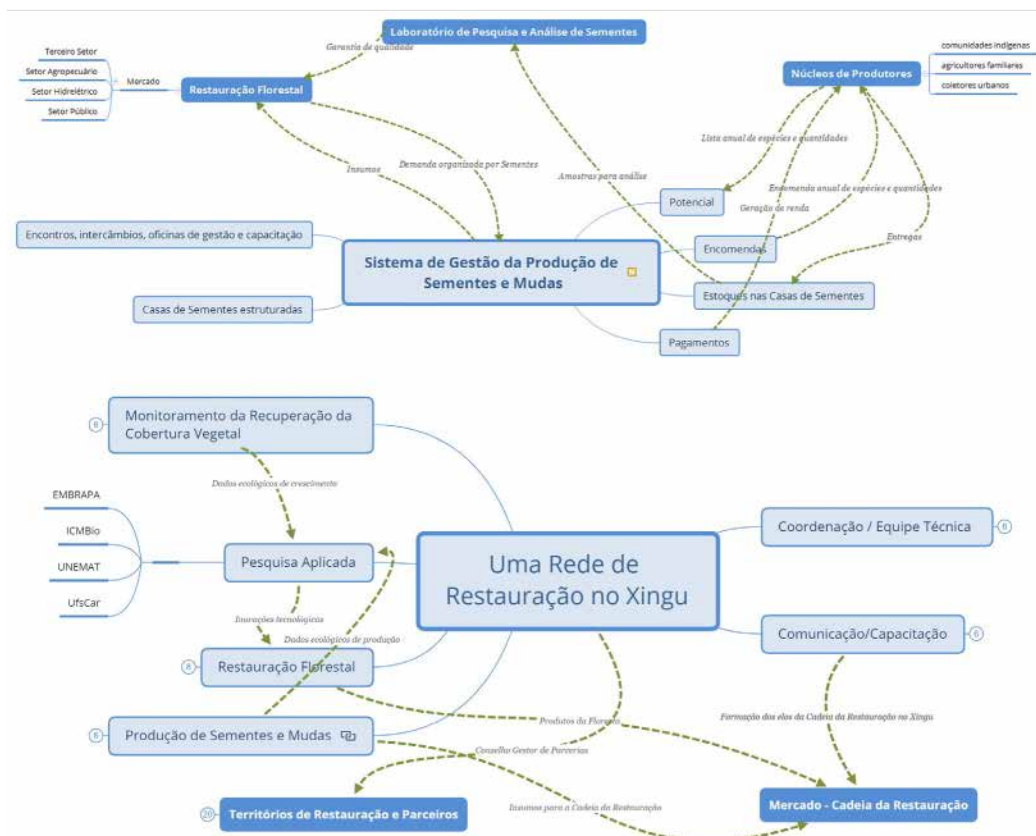 Laboratório de Pesquisa e Análise de Sementes
Garantia de qualidade
Terceiro Setor
Setor Agropecuário
Setor Hidrelétrico
Setor Público
Mercado
Restauração Florestal
Núcleos de Produtores
comunidades indígenas
agricultores familiares
coletores urbanos
Lista anual de espécies e quantidades
Insumos
Demanda organizada por Sementes
Amostras para análise
Encomenda anual de espécies e quantidades
Potencial
Geração de renda
Encontros, intercâmbios, oficinas de gestão e capacitação
Sistema de Gestão da Produção de
Sementes e Mudas
Encomendas
Entregas
Casas de Sementes estruturadas
Estoques nas Casas de Sementes
Pagamentos
8
Monitoramento da Recuperação da
Cobertura Vegetal
Dados ecológicos de crescimento
EMBRAPA
ICMBio
UNEMAT
UfsCar
Pesquisa Aplicada
Uma Rede de
Restauração no Xingu
Coordenação / Equipe Técnica
Inovações tecnológicas
Dados ecológicos de produção
Comunicação/Capacitação
6
8
Restauração Florestal
Produtos da Floresta
Formação dos elos da Cadeia da Restauração no Xingu
Produção de Sementes e Mudas
Conselho Gestor de Parcerias
20
Territórios de Restauração e Parceiros
Insumos para a Cadeia da Restauração
Mercado - Cadeia da Restauração